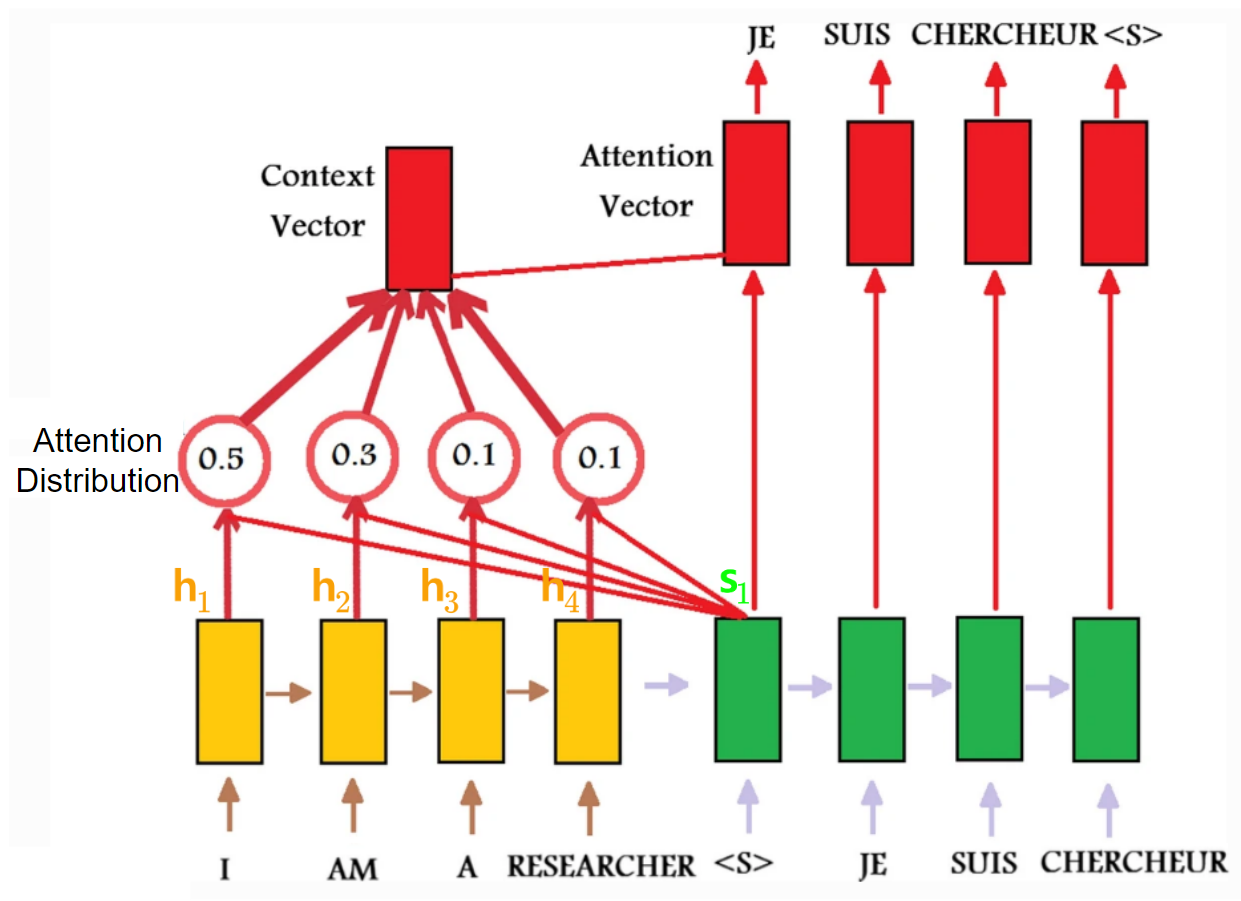 JE SUIS CHERCHEUR <S>
Context
Vector
Attention
Vector
Attention
Distribution
0.5 0.3 0.1 0.1
h1 h2 h3 h4 s1
I AM A RESEARCHER <S> JE SUIS CHERCHEUR